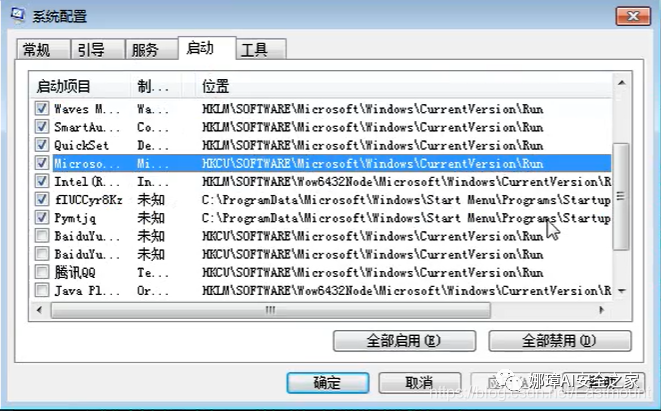 系统配置
常规 引导 服务 启动 工具
启动项目 制... 位置
Waves M... Wa... HKLM\SOFTWARE\Microsoft\Windows\CurrentVersion\Run
SmartAu... Co... HKLM\SOFTWARE\Microsoft\Windows\CurrentVersion\Run
QuickSet De... HKLM\SOFTWARE\Microsoft\Windows\CurrentVersion\Run
Microso... Mi... HKCU\SOFTWARE\Microsoft\Windows\CurrentVersion\Run
Intel(R... In... HKLM\SOFTWARE\Wow6432Node\Microsoft\Windows\CurrentVersion\R
fIUCCyr8Kz 未知 C:\ProgramData\Microsoft\Windows\Start Menu\Programs\Startup
Pymtjq 未知 C:\ProgramData\Microsoft\Windows\Start Menu\Programs\Startup
BaiduYu... 未知 HKCU\SOFTWARE\Microsoft\Windows\CurrentVersion\Run
BaiduYu... 未知 HKCU\SOFTWARE\Microsoft\Windows\CurrentVersion\Run
腾讯QQ Te... HKCU\SOFTWARE\Microsoft\Windows\CurrentVersion\Run
Java Pl... Or... HKLM\SOFTWARE\Wow6432Node\Microsoft\Windows\CurrentVersion\R
全部启用(E) 全部禁用(D)
确定 取消
娜璋AI安全之家